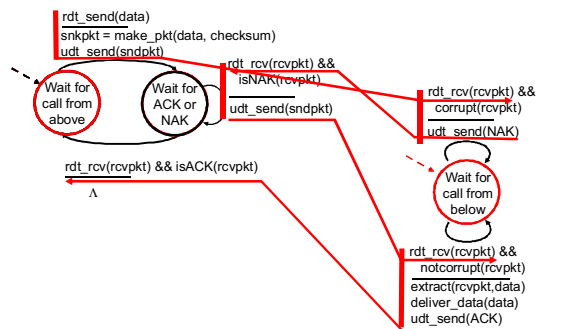 rdt_send(data)
snkpkt = make_pkt(data, checksum)
udt_send(sndpkt)
Wait for
call from
above
Wait for
ACK or
NAK
rdt_rcv(rcvpkt) &&
isNAK(rcvpkt)
udt_send(sndpkt)
rdt_rcv(rcvpkt) && isACK(rcvpkt)
Λ
rdt_rcv(rcvpkt) &&
corrupt(rcvpkt)
udt_send(NAK)
Wait for
call from
below
rdt_rcv(rcvpkt) &&
notcorrupt(rcvpkt)
extract(rcvpkt,data)
deliver_data(data)
udt_send(ACK)